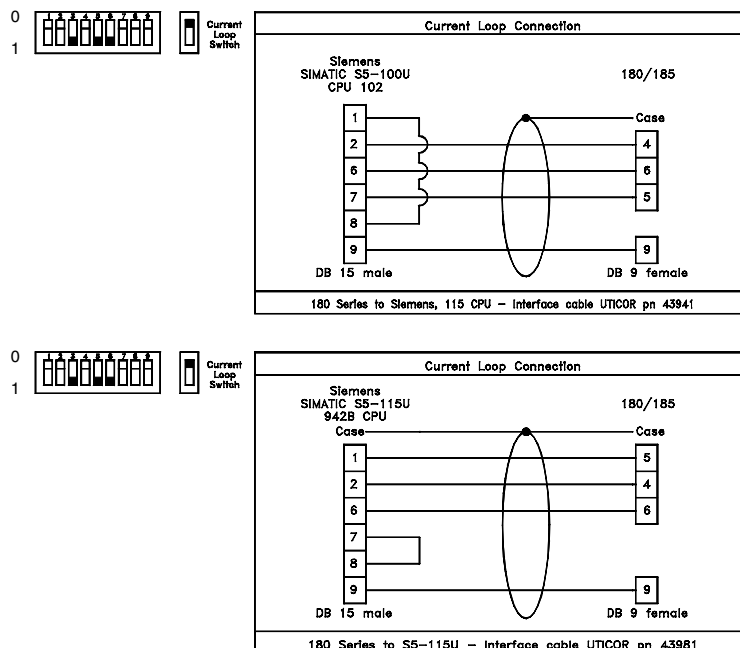 0
1
1 2 3 4 5 6 7 8 9
Current
Loop
Switch
Current Loop Connection
Siemens
SIMATIC S5-100U
CPU 102
180/185
1
Case
2
4
6
6
7
5
8
9
9
DB 15 male
DB 9 female
180 Series to Siemens, 115 CPU - Interface cable UTICOR pn 43941
0
1
1 2 3 4 5 6 7 8 9
Current
Loop
Switch
Current Loop Connection
Siemens
SIMATIC S5-115U
942B CPU
180/185
Case
Case
1
5
2
4
6
6
7
8
9
9
DB 15 male
DB 9 female
180 Series to S5-115U - Interface cable UTICOR pn 43981